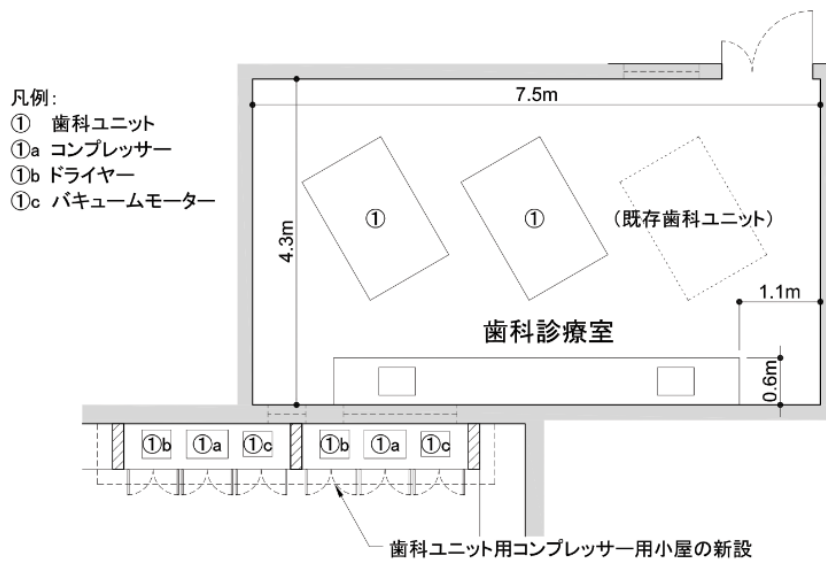 凡例:
① 歯科ユニット
①a コンプレッサー
①b ドライヤー
①c バキュームモーター
7.5m
4.3m
①
①
(既存歯科ユニット)
1.1m
歯科診療室
0.6m
①b ①a ①c ①b ①a ①c
歯科ユニット用コンプレッサー用小屋の新設